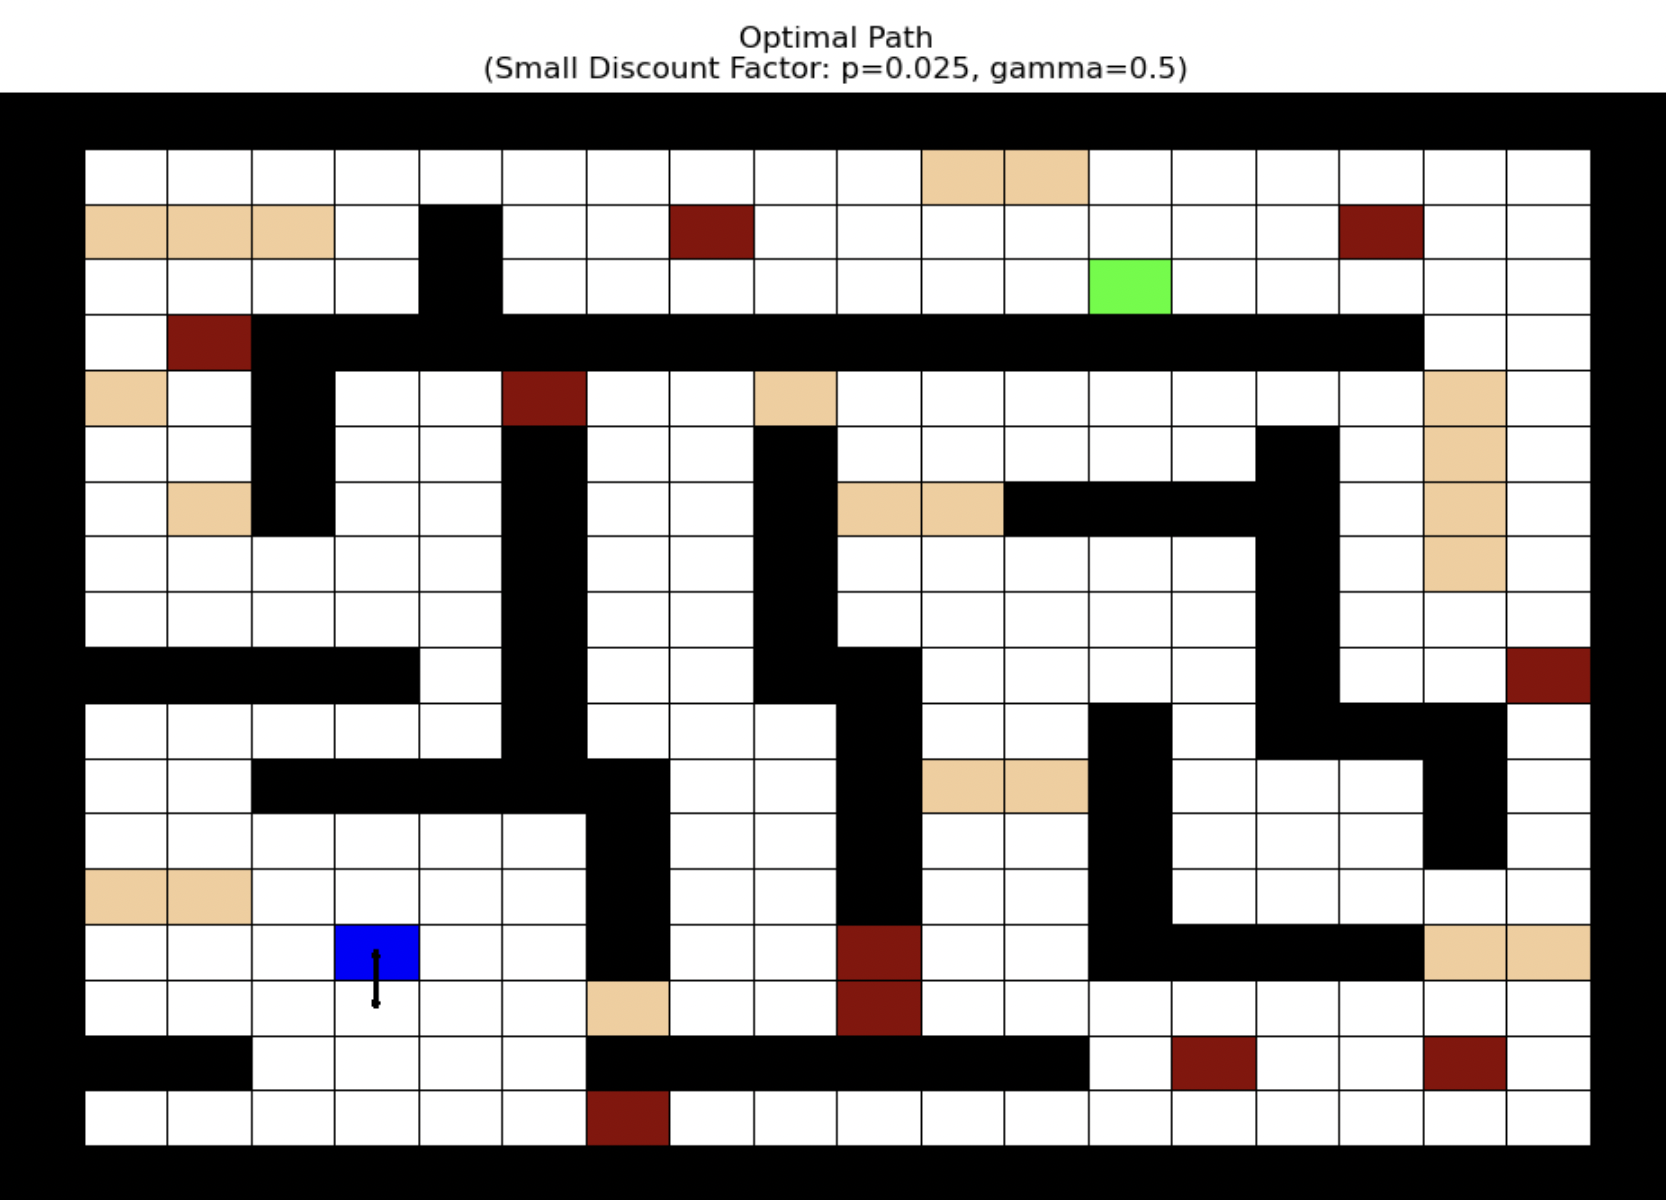 Optimal Path
(Small Discount Factor: p=0.025, gamma=0.5)